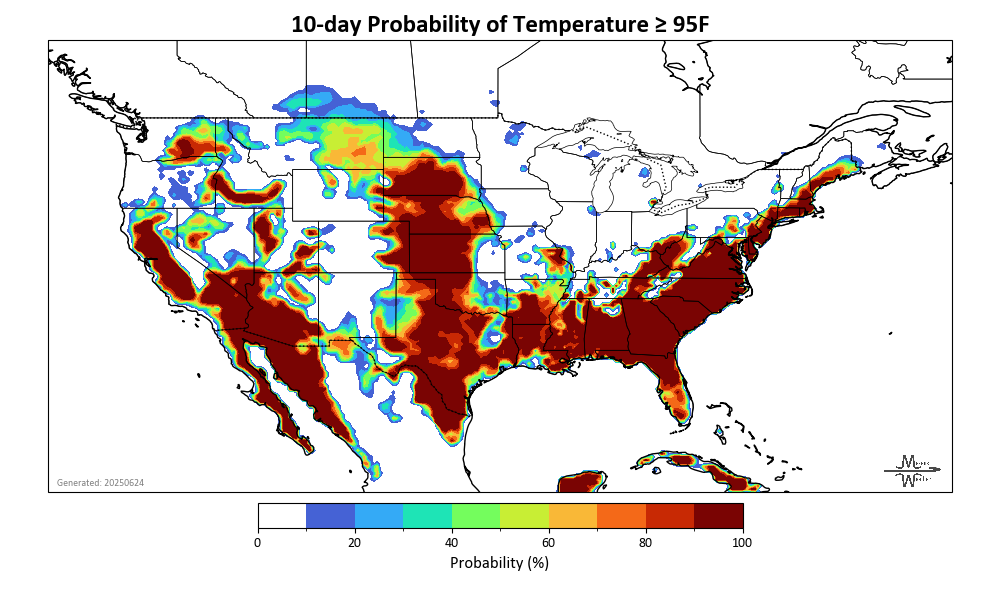 10-day Probability of Temperature ≥ 95F
Generated: 20250624
0 20 40 60 80 100
Probability (%)